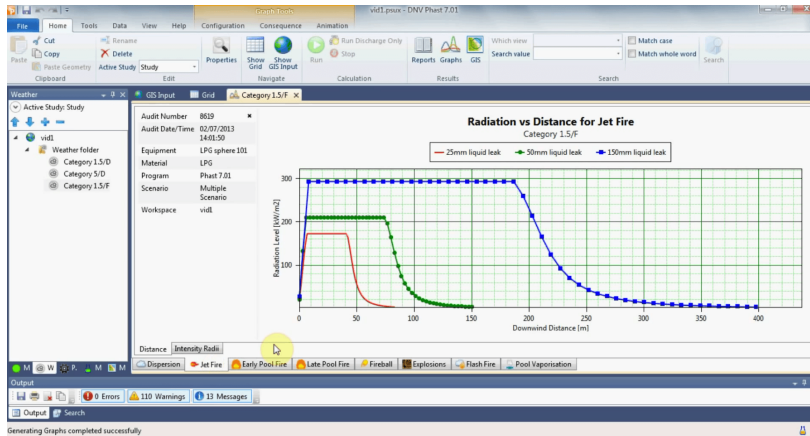 Graph Tools
vid1.psux - DNV Phast 7.01
File Home Tools Data View Help Configuration Consequence Animation
Paste
Cut
Copy
Paste Geometry
Clipboard
Rename
Delete
Active Study Study
Edit
Properties
Show Grid
Show GIS Input
Navigate
Run
Run Discharge Only
Stop
Calculation
Reports Graphs GIS
Results
Which view
Search value
Match case
Match whole word
Search
Search
Weather
Active Study: Study
vid1
Weather folder
Category 1.5/D
Category 5/D
Category 1.5/F
M W P. M M
GIS Input Grid Category 1.5/F
Audit Number 8619
Audit Date/Time 02/07/2013 14:01:50
Equipment LPG sphere 101
Material LPG
Program Phast 7.01
Scenario Multiple Scenario
Workspace vid1
Radiation vs Distance for Jet Fire
Category 1.5/F
25mm liquid leak 50mm liquid leak 150mm liquid leak
Radiation Level [kW/m2]
300
200
100
0 50 100 150 200 250 300 350 400
Downwind Distance [m]
Distance Intensity Radii
Dispersion Jet Fire Early Pool Fire Late Pool Fire Fireball Explosions Flash Fire Pool Vaporisation
Output
0 Errors 110 Warnings 13 Messages
Output Search
Generating Graphs completed successfully